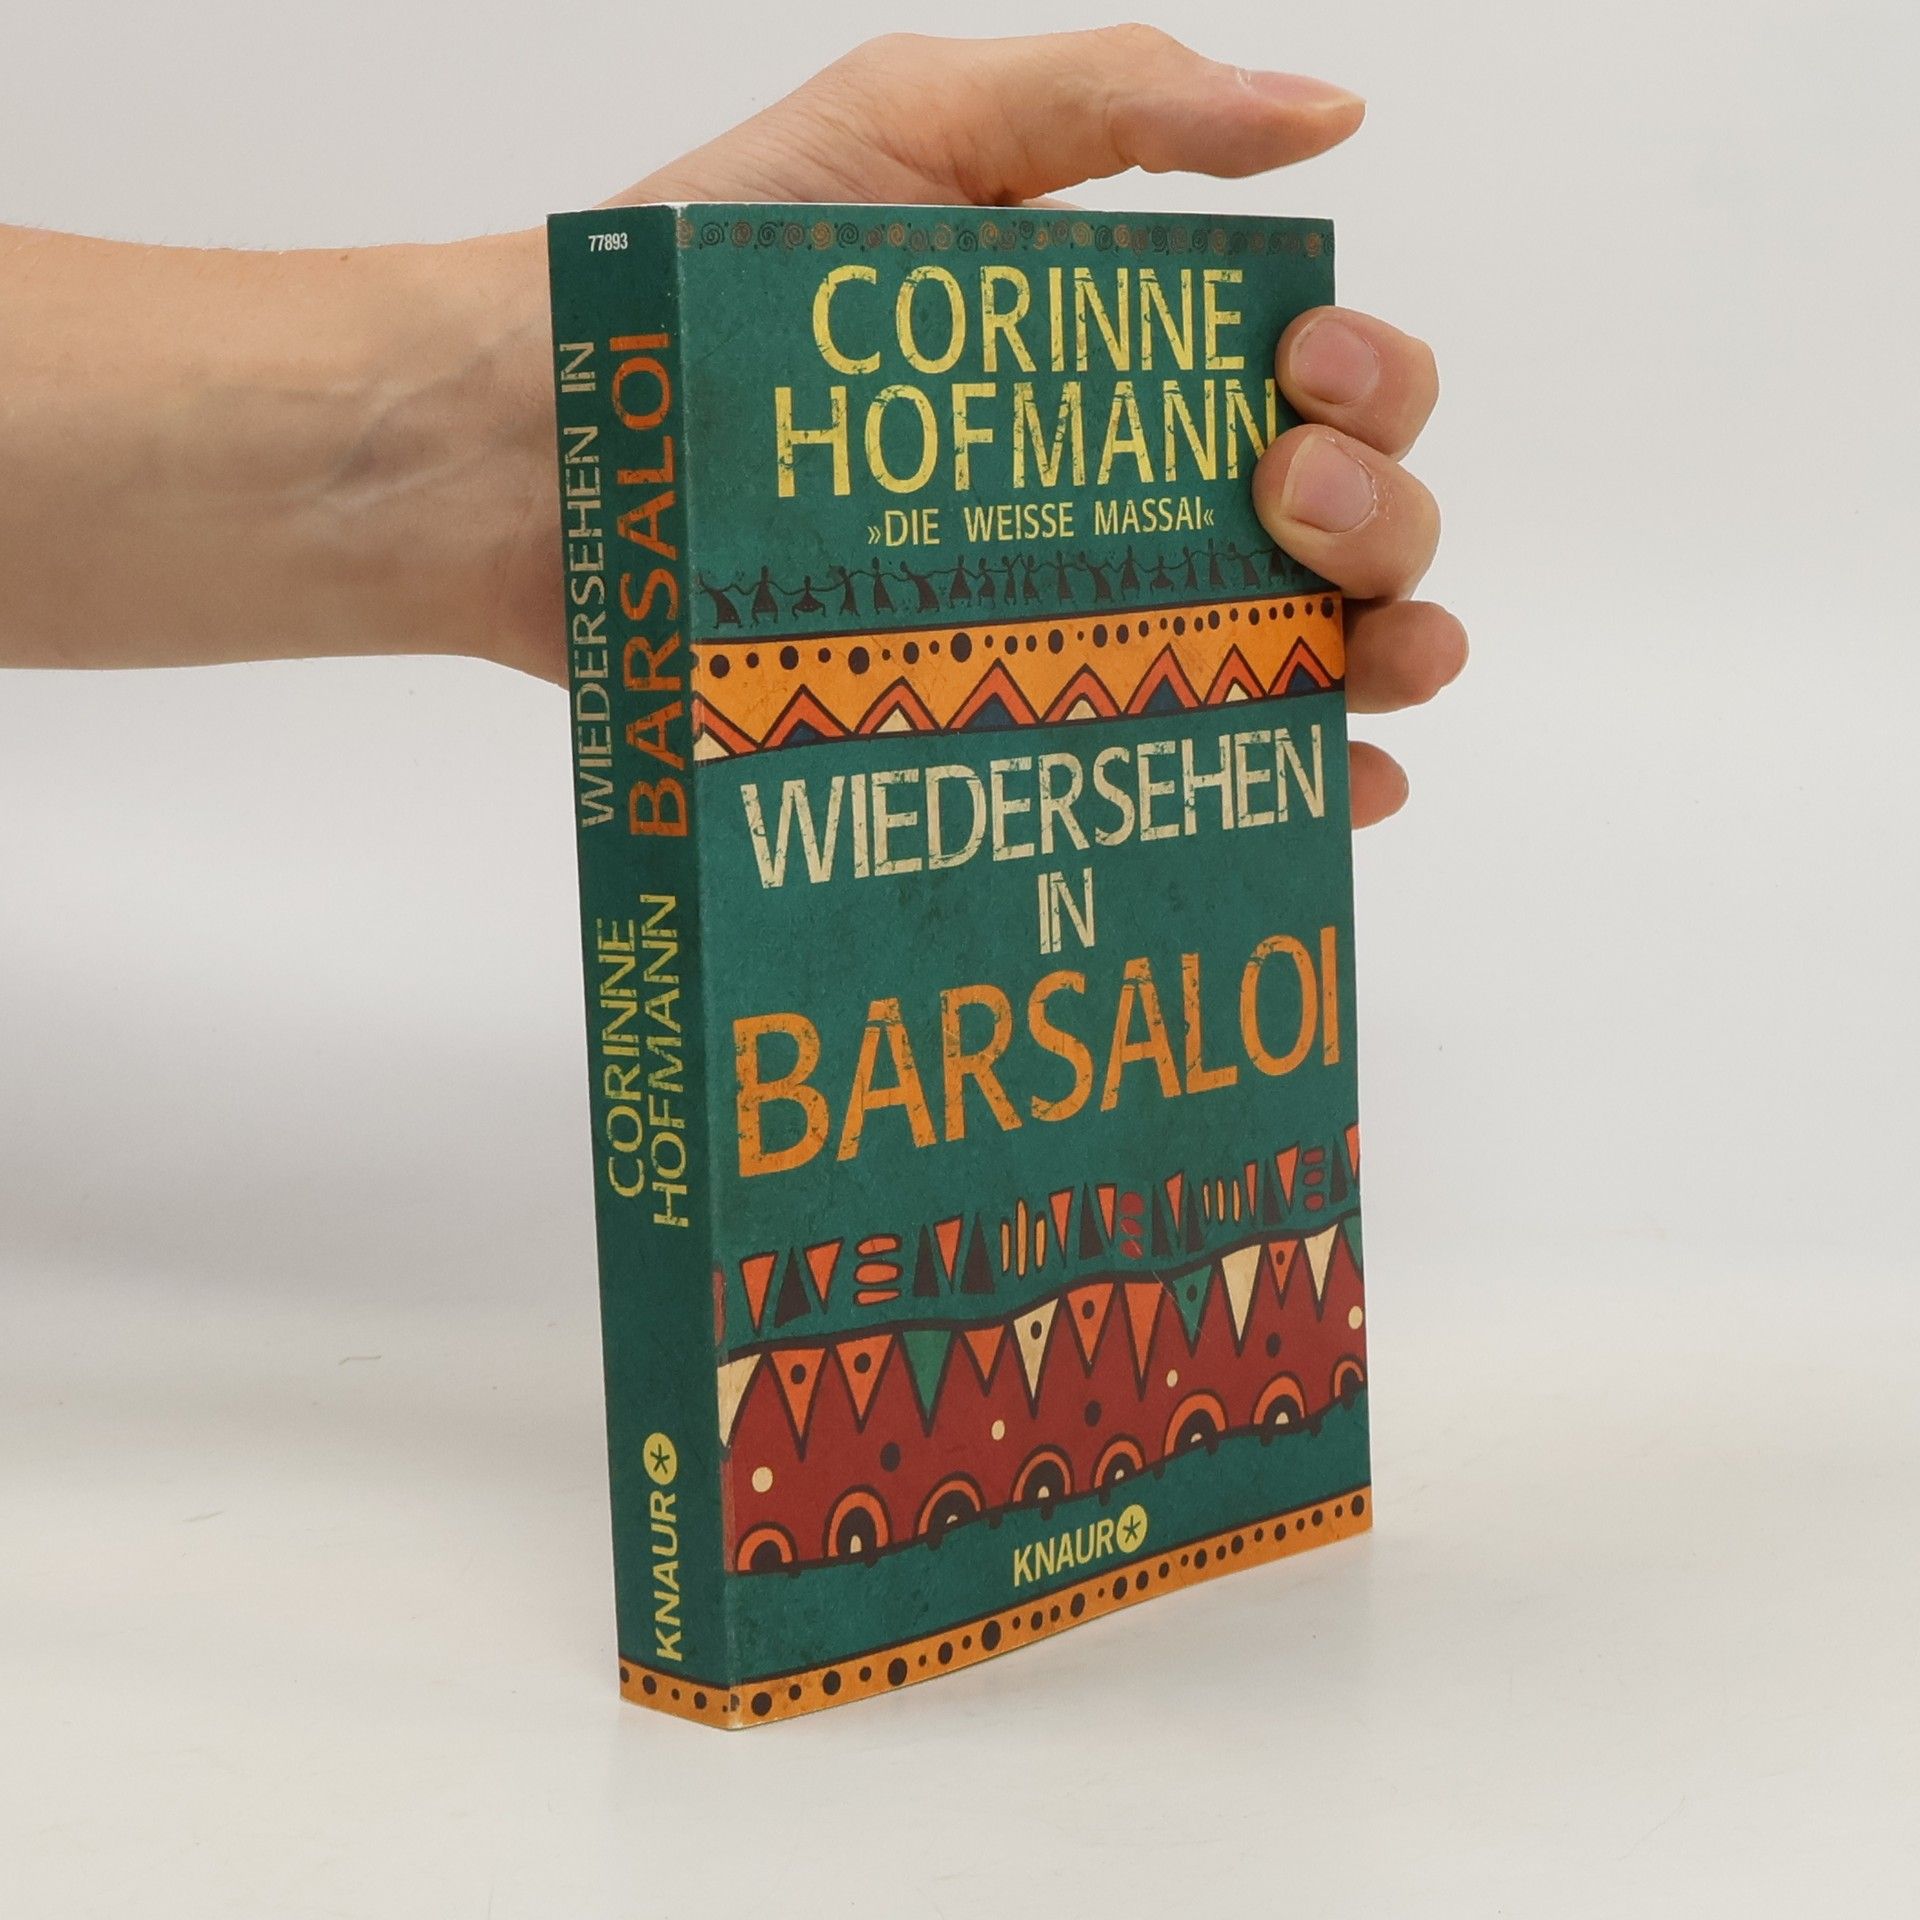 77893
WIEDERSEHEN IN
BARSALOI
CORINNE
HOFMANN
KNAUR
CORINNE
HOFMANN
»DIE WEISSE MASSAI«
WIEDERSEHEN
IN
BARSALOI
KNAUR